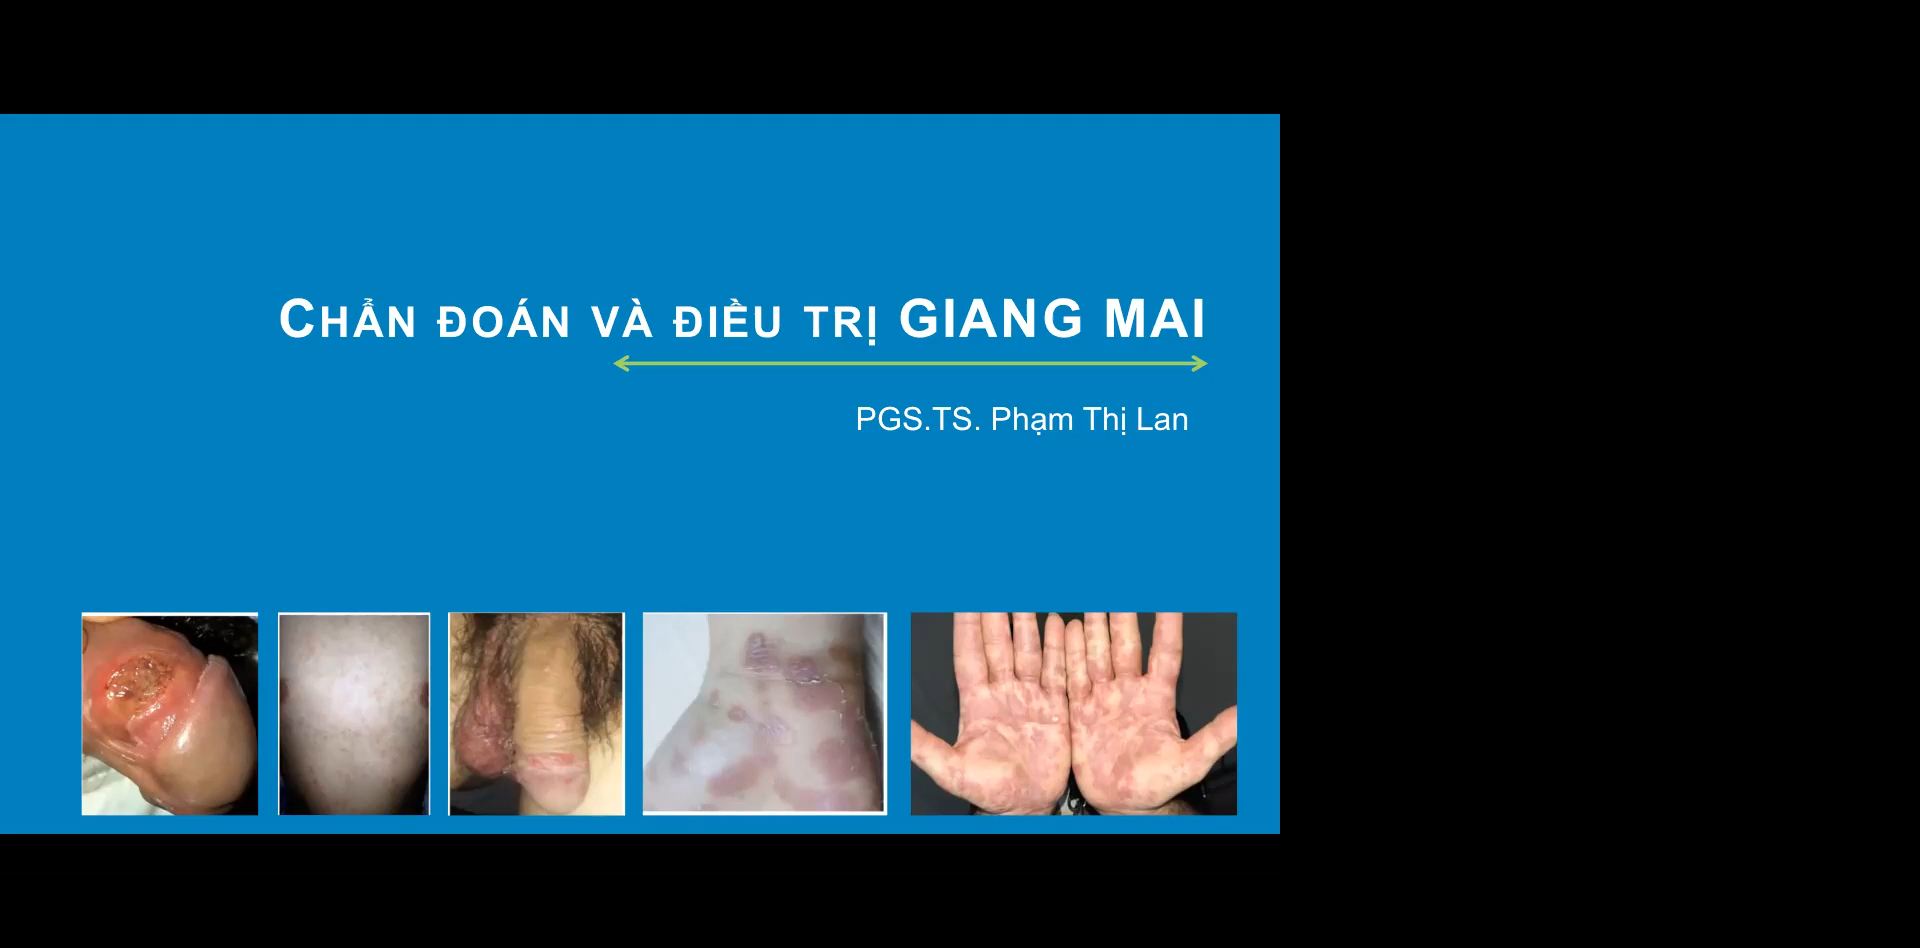 CHẨN ĐOÁN VÀ ĐIỀU TRỊ GIANG MAI
PGS.TS. Phạm Thị Lan